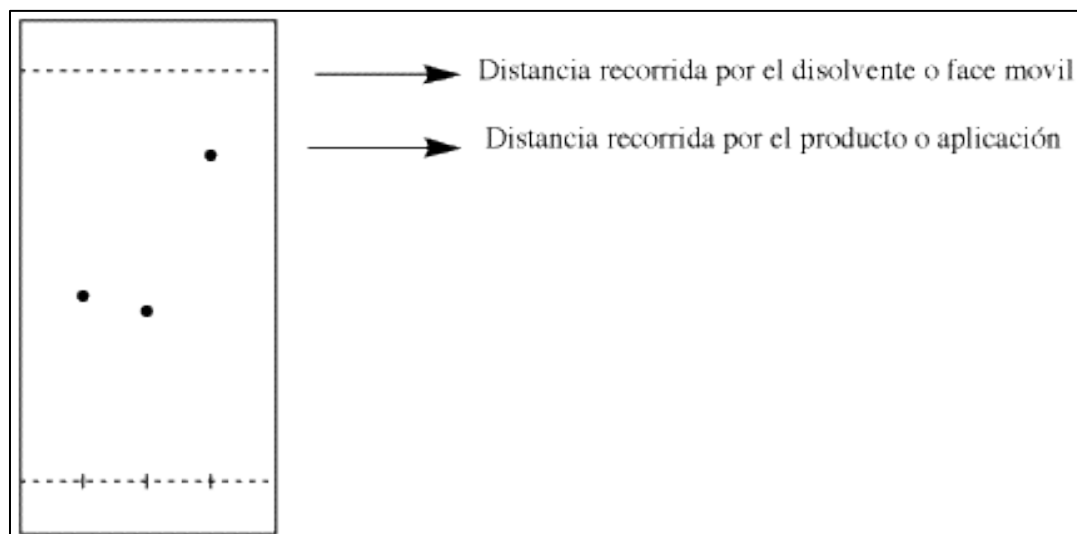 Distancia recorrida por el disolvente o face movil
Distancia recorrida por el producto o aplicación